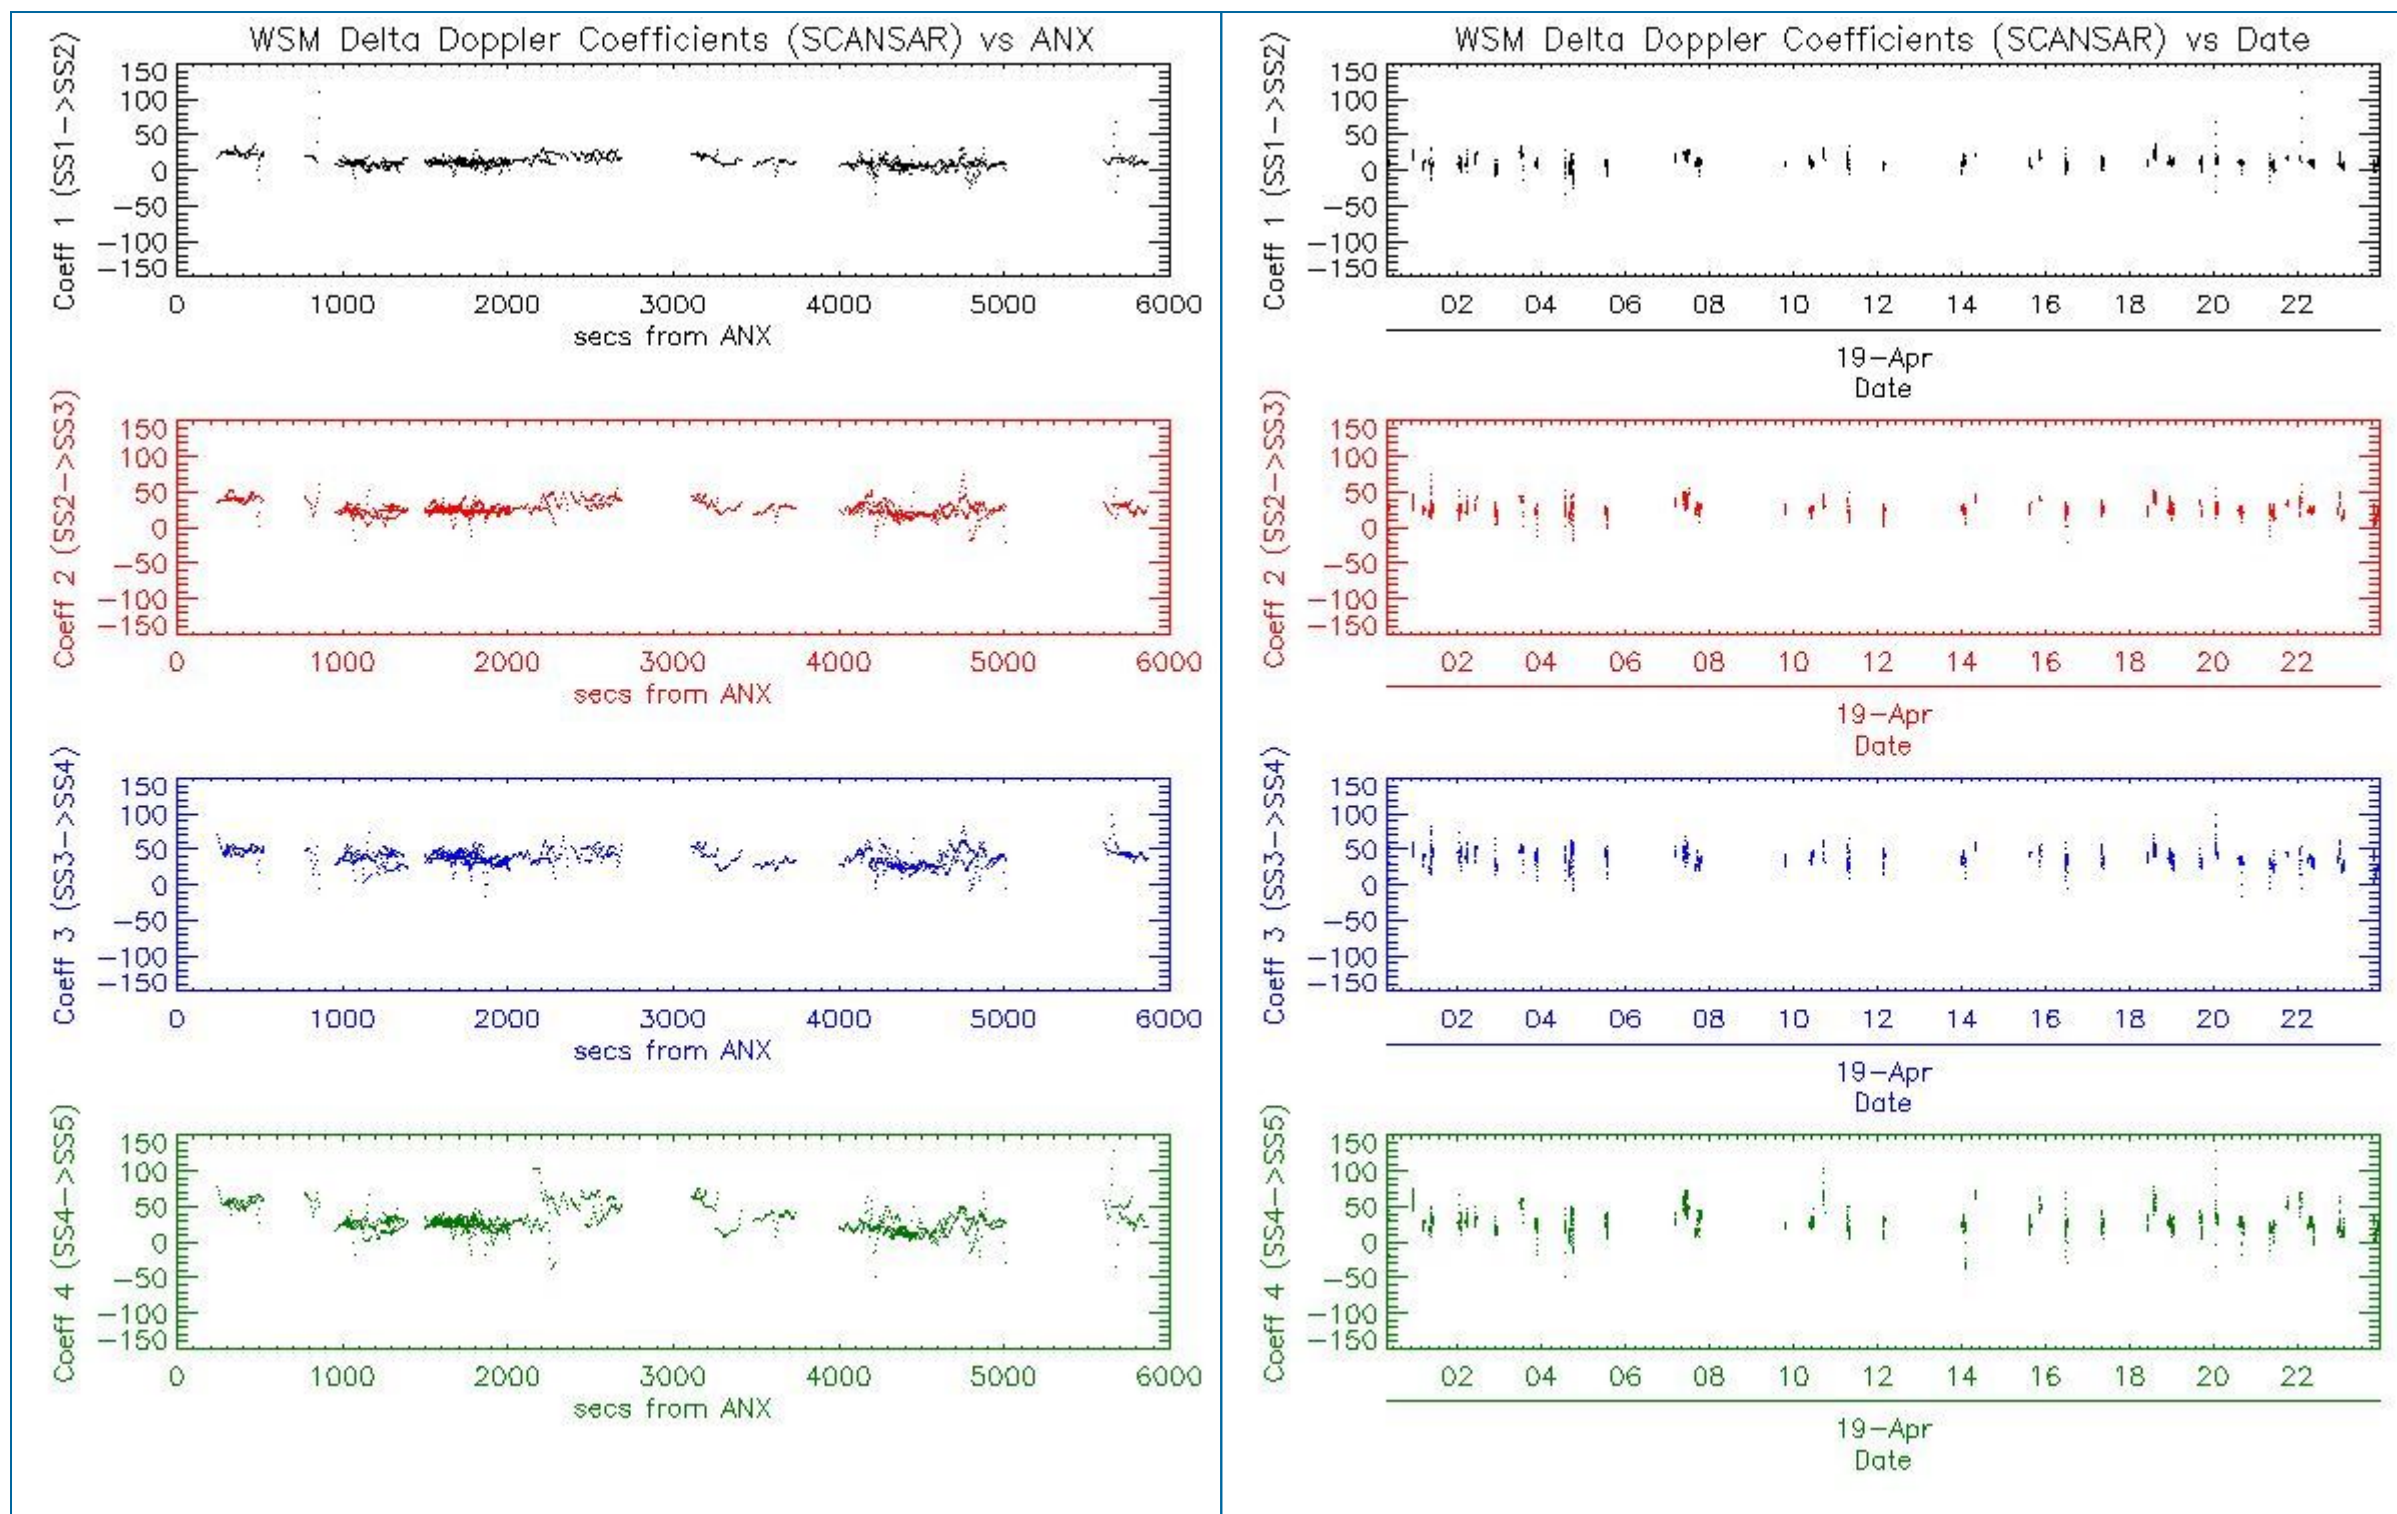 WSM Delta Doppler Coefficients (SCANSAR) vs ANX
Coeff 1 (SS1->SS2)
150
100
50
0
-50
-100
-150
0 1000 2000 3000 4000 5000 6000
secs from ANX
Coeff 2 (SS2->SS3)
150
100
50
0
-50
-100
-150
0 1000 2000 3000 4000 5000 6000
secs from ANX
Coeff 3 (SS3->SS4)
150
100
50
0
-50
-100
-150
0 1000 2000 3000 4000 5000 6000
secs from ANX
Coeff 4 (SS4->SS5)
150
100
50
0
-50
-100
-150
0 1000 2000 3000 4000 5000 6000
secs from ANX
WSM Delta Doppler Coefficients (SCANSAR) vs Date
Coeff 1 (SS1->SS2)
150
100
50
0
-50
-100
-150
02 04 06 08 10 12 14 16 18 20 22
19-Apr
Date
Coeff 2 (SS2->SS3)
150
100
50
0
-50
-100
-150
02 04 06 08 10 12 14 16 18 20 22
19-Apr
Date
Coeff 3 (SS3->SS4)
150
100
50
0
-50
-100
-150
02 04 06 08 10 12 14 16 18 20 22
19-Apr
Date
Coeff 4 (SS4->SS5)
150
100
50
0
-50
-100
-150
02 04 06 08 10 12 14 16 18 20 22
19-Apr
Date